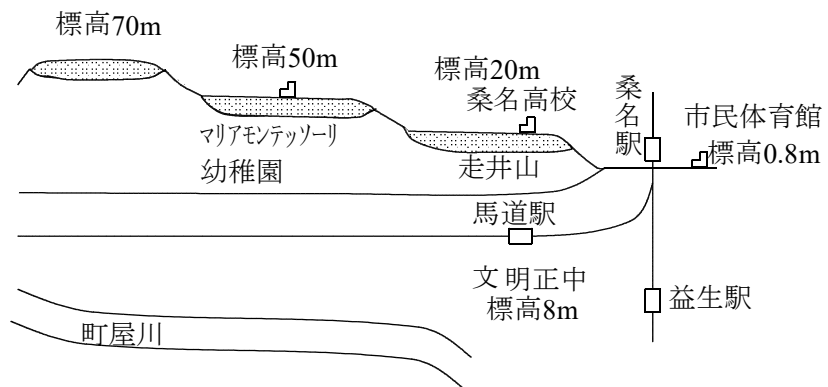 標高70m
標高50m
標高20m
桑名高校
桑名駅
市民体育館
標高0.8m
マリアモンテッソーリ
幼稚園
走井山
馬道駅
文明正中
標高8m
益生駅
町屋川